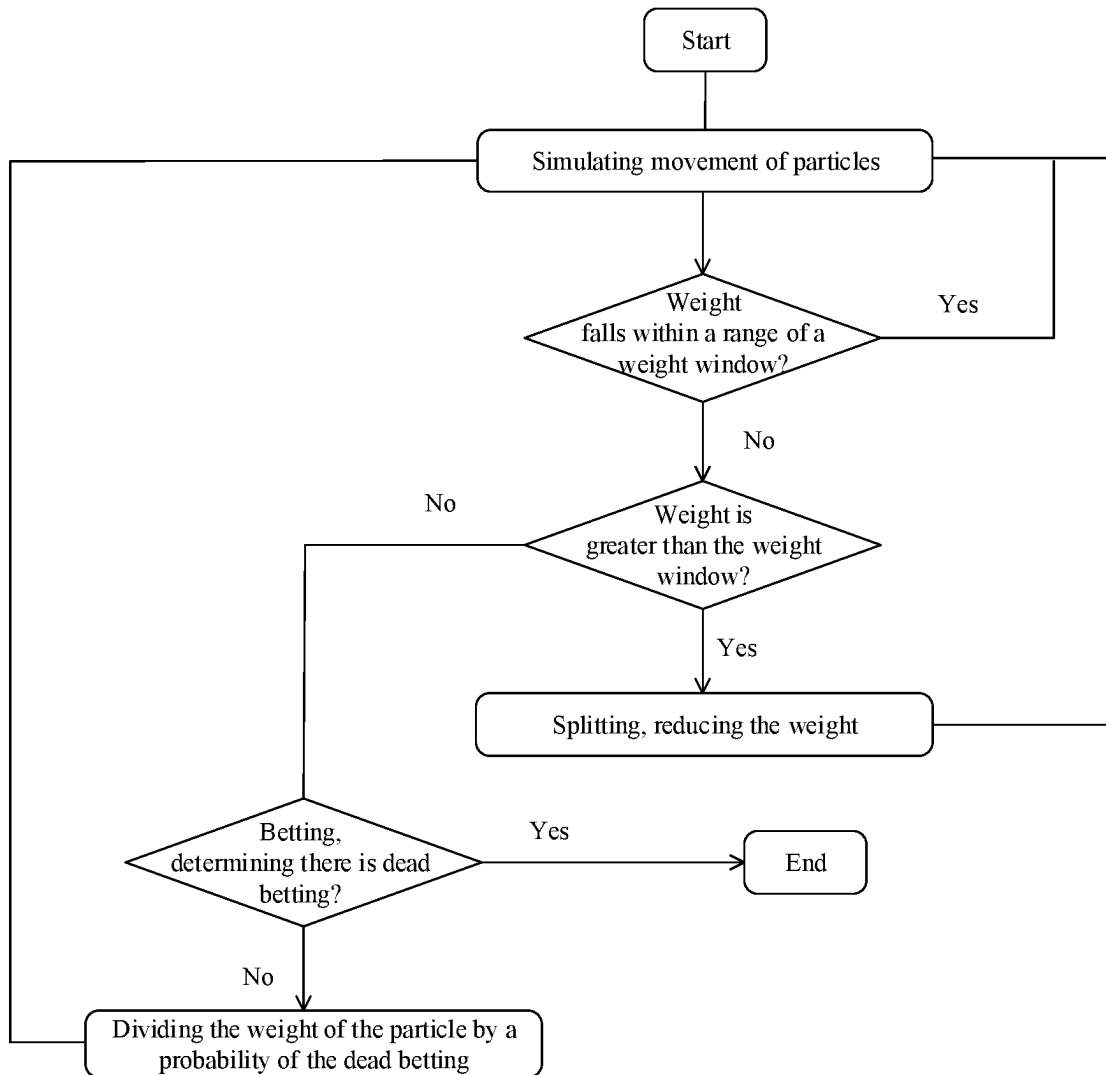 Start
Simulating movement of particles
Weight
falls within a range of a
weight window?
Yes
No
No
Weight is
greater than the weight
window?
Yes
Splitting, reducing the weight
Betting,
determining there is dead
betting?
Yes
End
No
Dividing the weight of the particle by a
probability of the dead betting